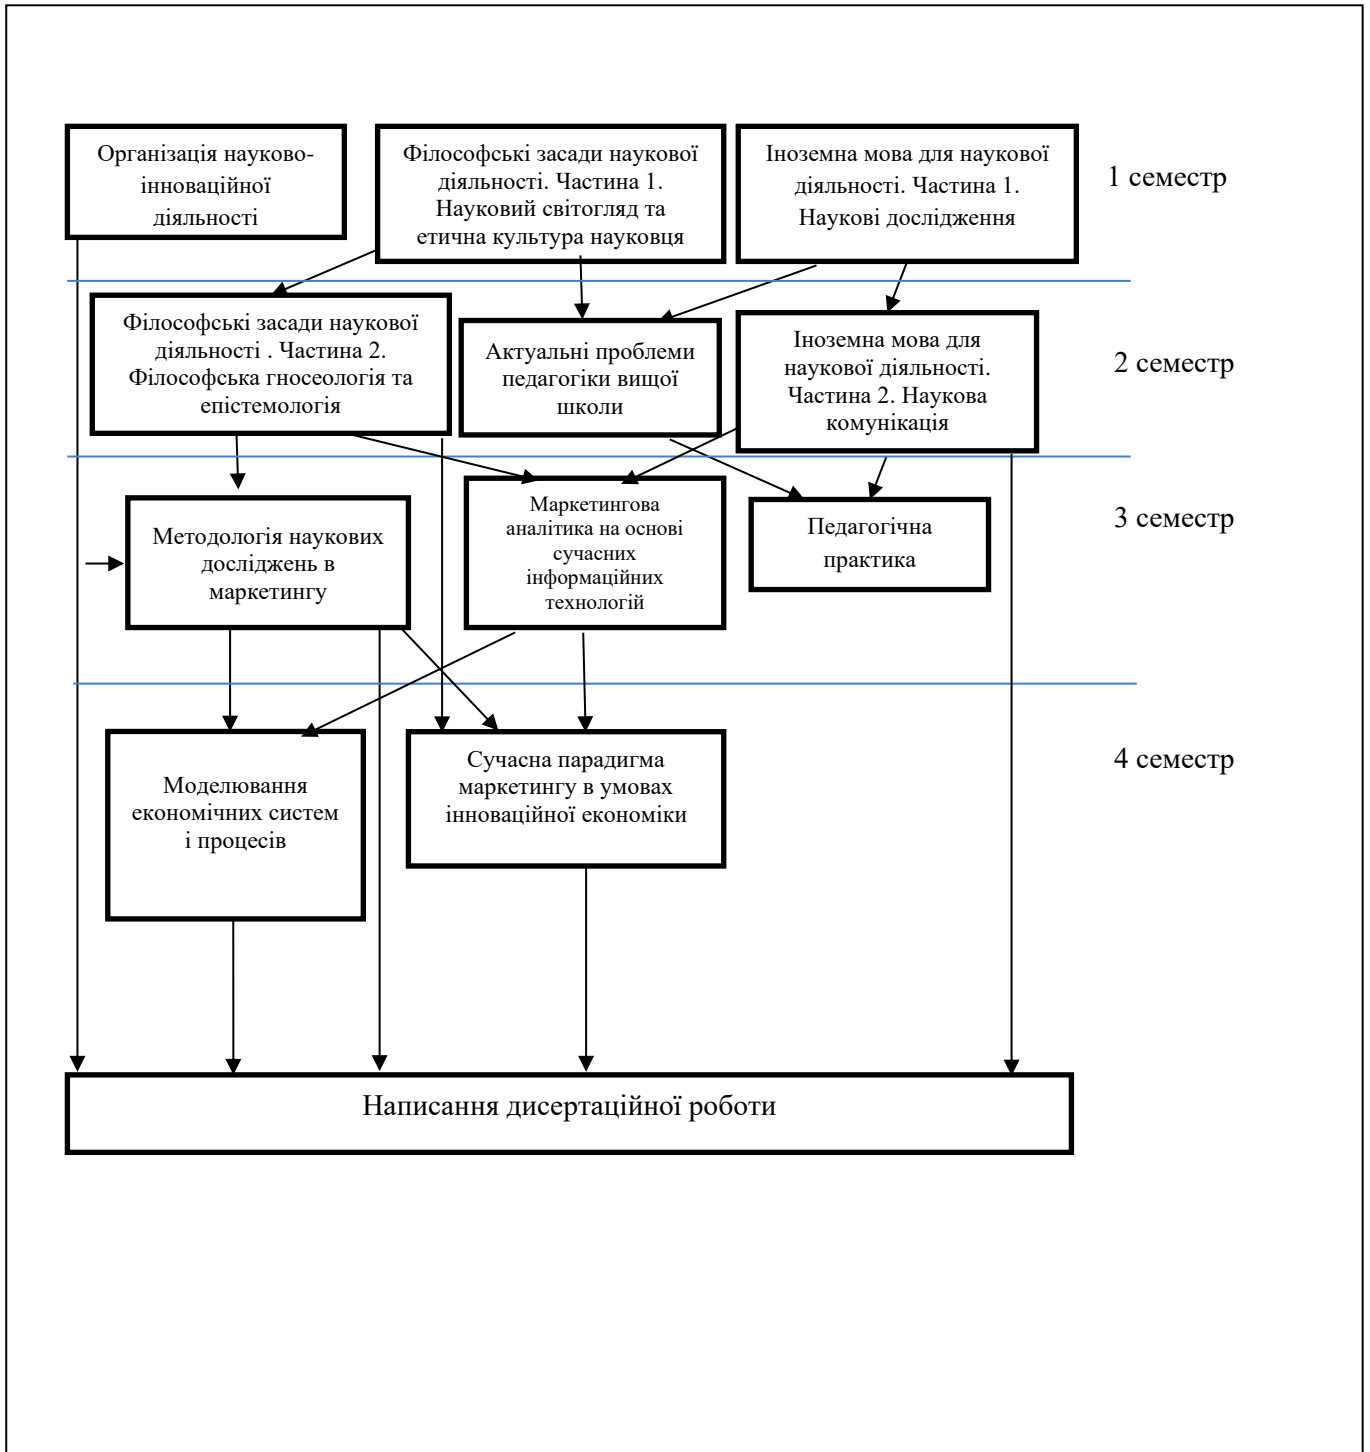 Організація науково-
інноваційної
діяльності
Філософські засади наукової
діяльності. Частина 1.
Науковий світогляд та
етична культура науковця
Іноземна мова для наукової
діяльності. Частина 1.
Наукові дослідження
1 семестр
Філософські засади наукової
діяльності . Частина 2.
Філософська гносеологія та
епістемологія
Актуальні проблеми
педагогіки вищої
школи
Іноземна мова для
наукової діяльності.
Частина 2. Наукова
комунікація
2 семестр
Методологія наукових
досліджень в
маркетингу
Маркетингова
аналітика на основі
сучасних
інформаційних
технологій
Педагогічна
практика
3 семестр
Моделювання
економічних систем
і процесів
Сучасна парадигма
маркетингу в умовах
інноваційної економіки
4 семестр
Написання дисертаційної роботи